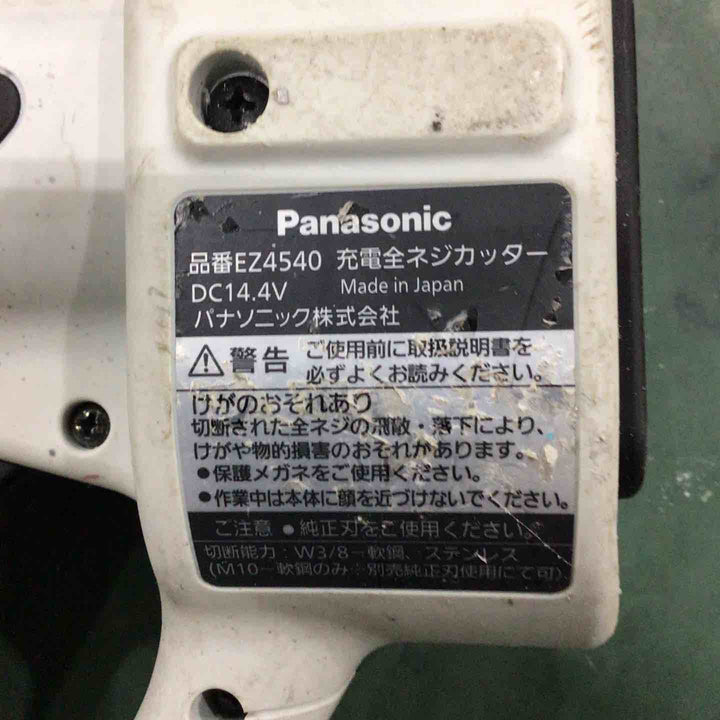 Panasonic
品番EZ4540 充電全ネジカッター
DC14.4V Made in Japan
パナソニック株式会社
警告 ご使用前に取扱説明書を
必ずよくお読みください。
けがのおそれあり
切断された全ネジの飛散・落下により、
けがや物的損害のおそれがあります。
●保護メガネをご使用ください。
●作業中は本体に顔を近づけないでください。
ご注意 ●純正刃をご使用ください。
切断能力：W3/8－軟鋼、ステンレス
(M10－軟鋼のみ：別売純正刃使用にて可)